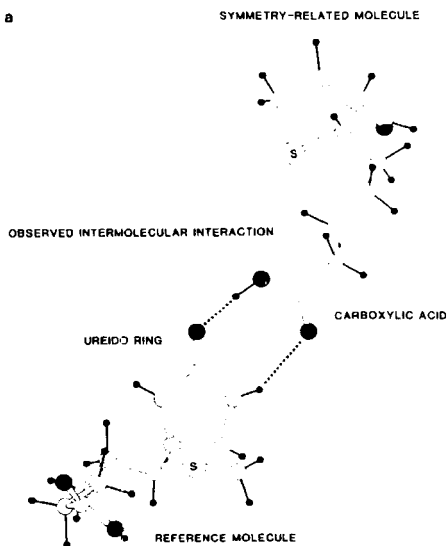 a
SYMMETRY-RELATED MOLECULE
S
OBSERVED INTERMOLECULAR INTERACTION
CARBOXYLIC ACID
UREIDO RING
S
REFERENCE MOLECULE